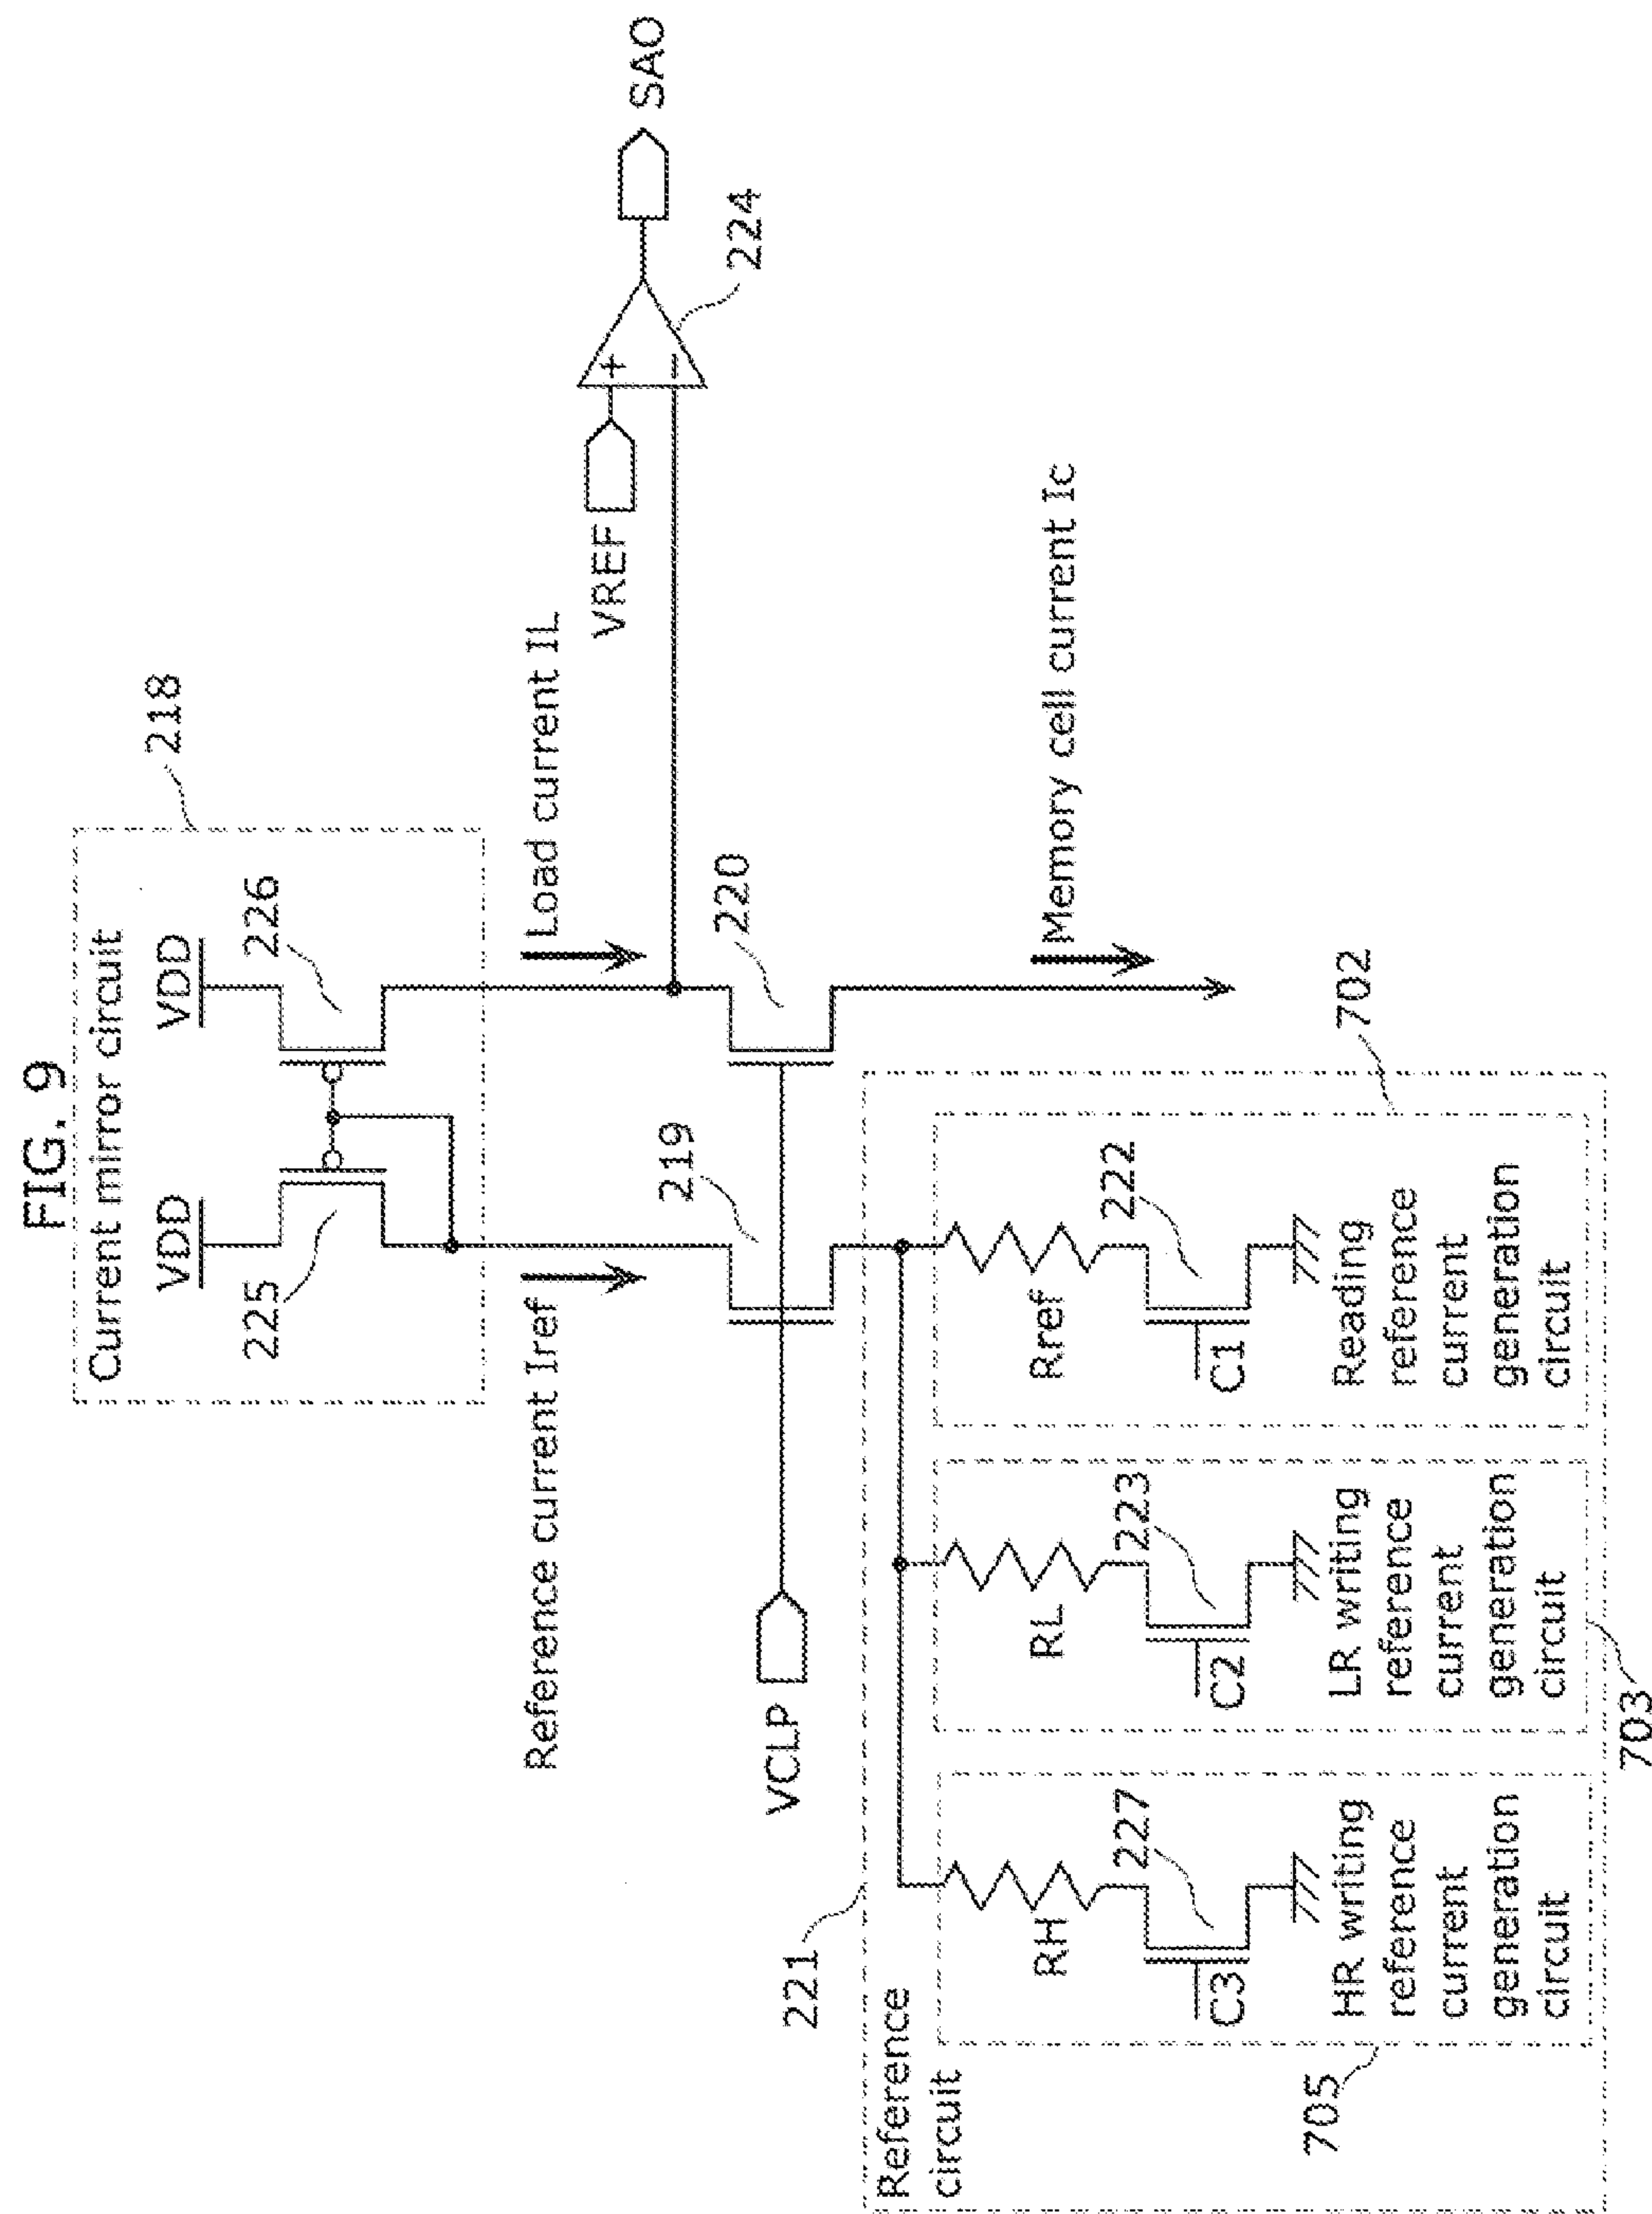 FIG. 9
Current mirror circuit
218
VDD
VDD
225
226
Reference current Iref
Load current IL
VREF
+
−
SAO
224
219
220
VCLP
Memory cell current Ic
221
Reference
circuit
702
RH
RL
Rref
227
223
222
C3
C2
C1
HR writing
reference
current
generation
circuit
LR writing
reference
current
generation
circuit
Reading
reference
current
generation
circuit
705
703